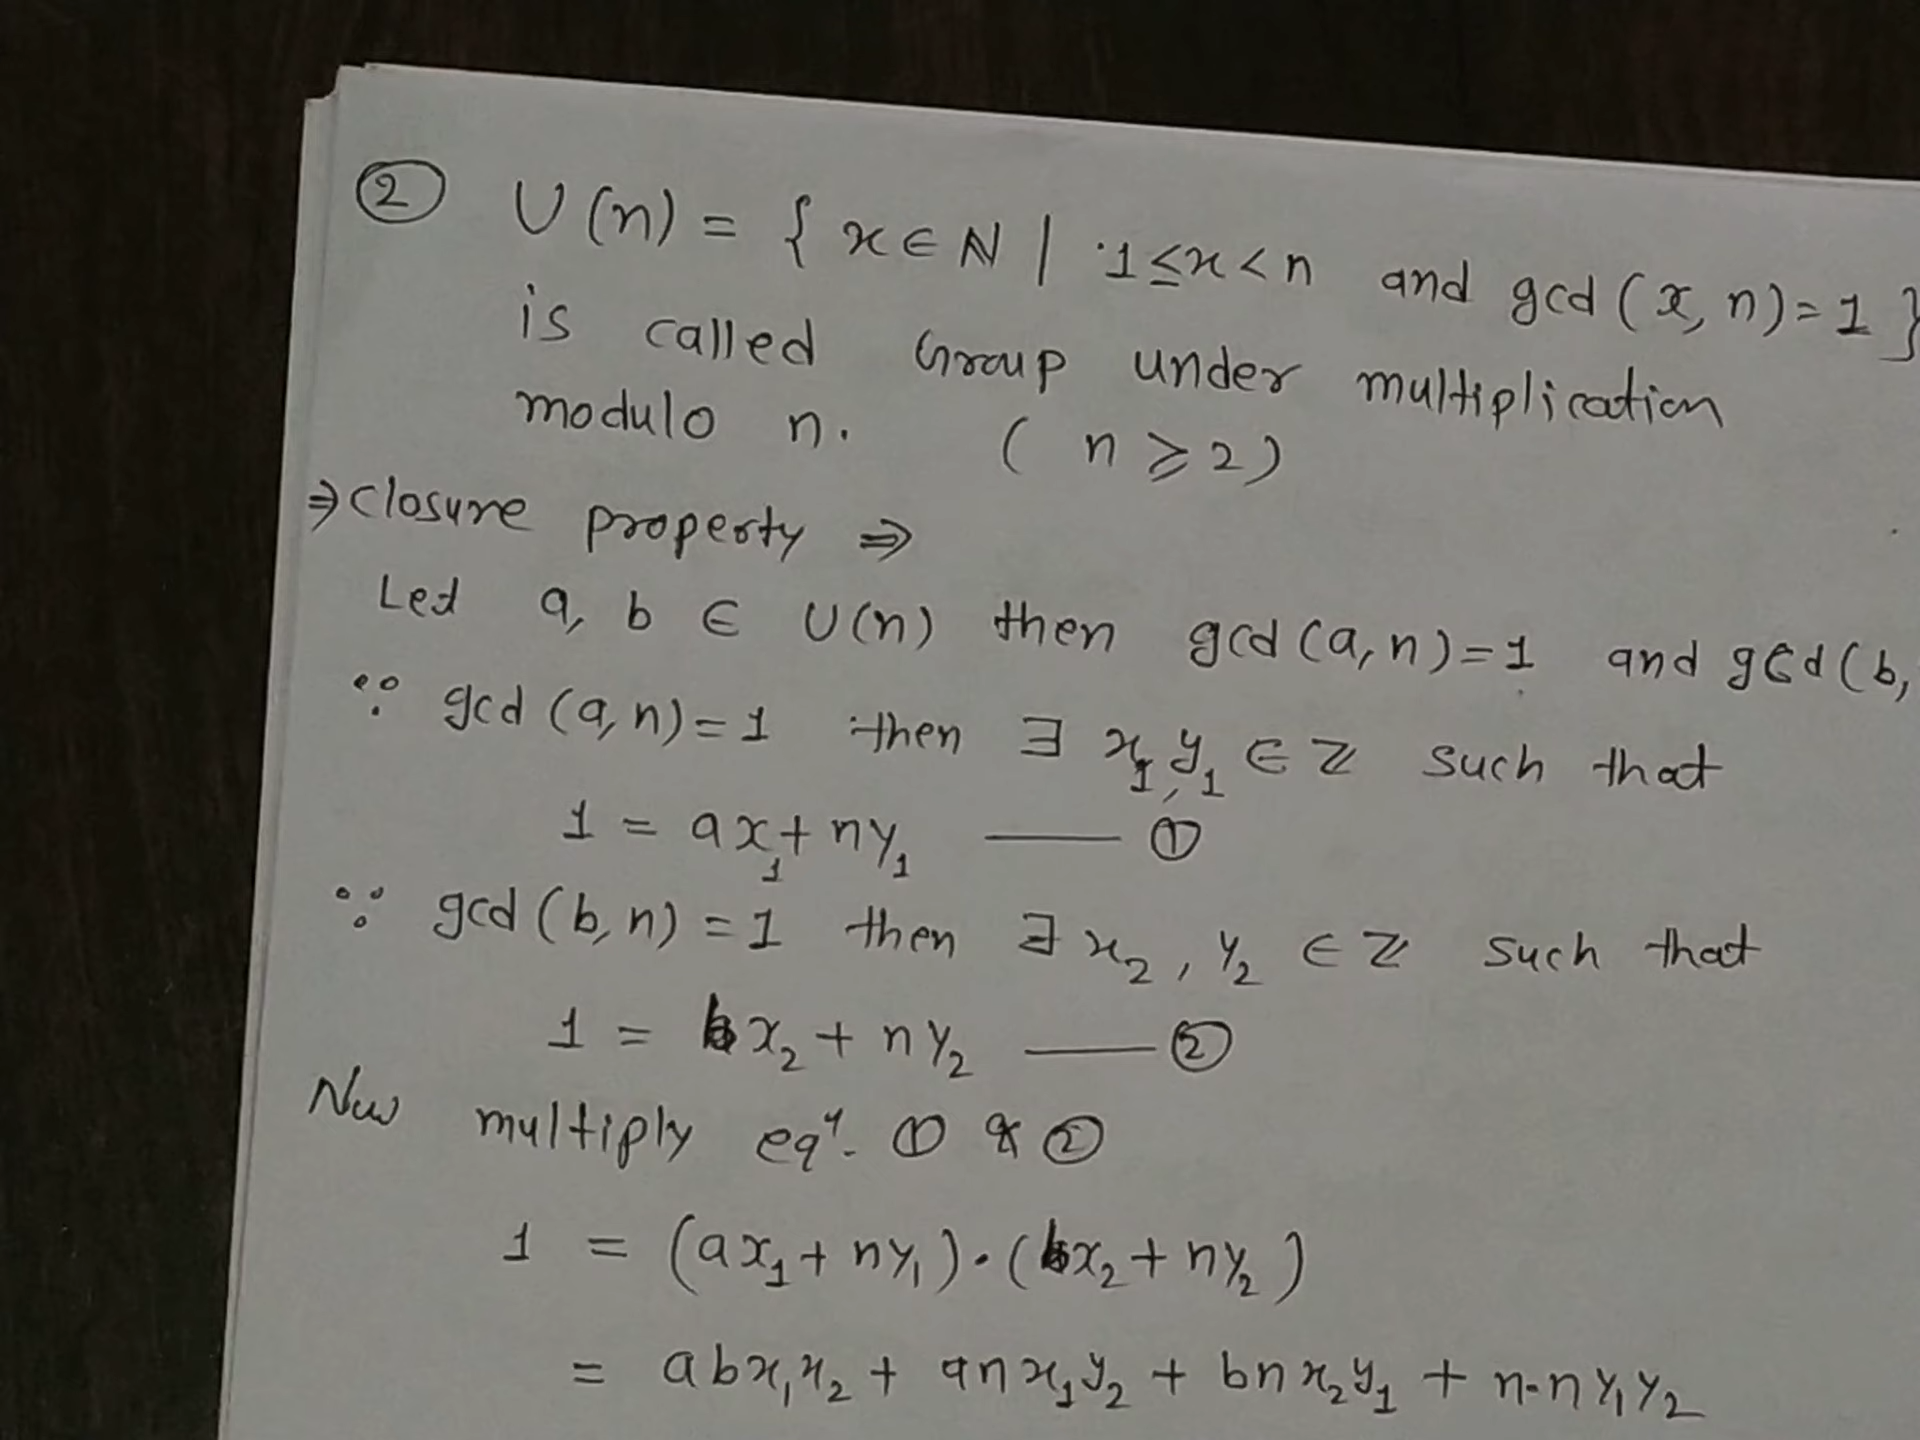 ② U(n) = { x ∈ ℕ | 1 ≤ x < n and gcd (x, n) = 1 }
is called Group under multiplication
modulo n. ( n ⩾ 2 )
⇒ Closure property ⇒
Let a, b ∈ U(n) then gcd (a, n) = 1 and gcd (b,
∵ gcd (a, n) = 1 then ∃ x₁, y₁ ∈ ℤ such that
1 = ax₁ + ny₁ —— ①
∵ gcd (b, n) = 1 then ∃ x₂, y₂ ∈ ℤ such that
1 = bx₂ + ny₂ —— ②
Now multiply eqⁿ. ① & ②
1 = (ax₁ + ny₁) · (bx₂ + ny₂)
= abx₁x₂ + anx₁y₂ + bnx₂y₁ + n·ny₁y₂